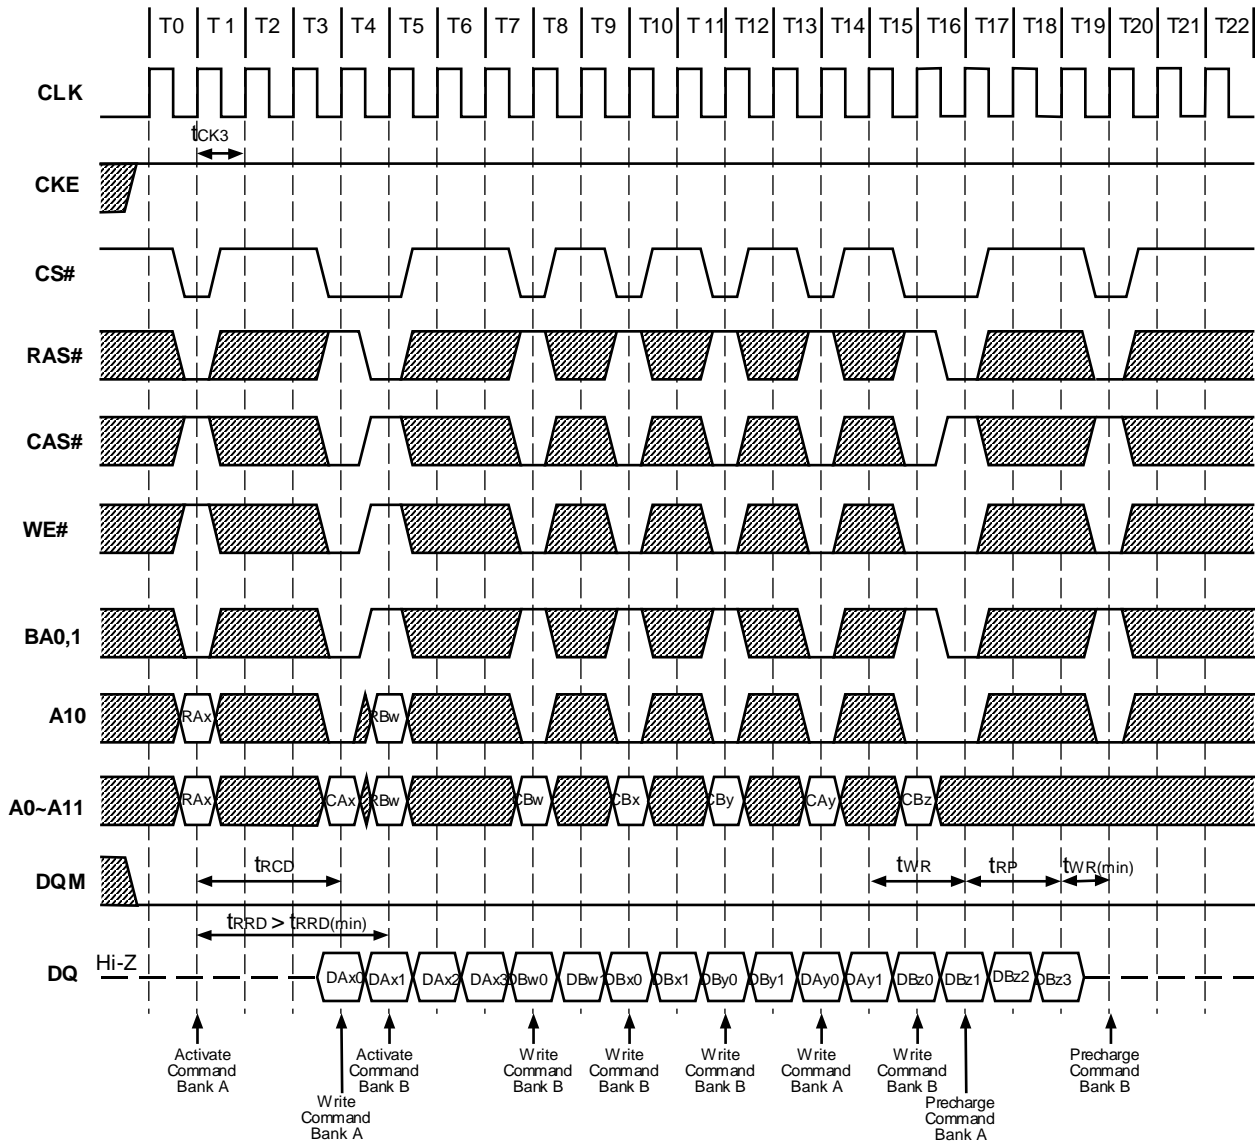 T0 T1 T2 T3 T4 T5 T6 T7 T8 T9 T10 T11 T12 T13 T14 T15 T16 T17 T18 T19 T20 T21 T22
CLK
tCK3
CKE
CS#
RAS#
CAS#
WE#
BA0,1
A10
RAx RBw
A0~A11
RAx CAx RBw CBw CBx CBy CAy CBz
DQM
tRCD tWR tRP tWR(min)
tRRD > tRRD(min)
DQ
Hi-Z
DAx0 DAx1 DAx2 DAx3 DBw0 DBw1 DBx0 DBx1 DBy0 DBy1 DAy0 DAy1 DBz0 DBz1 DBz2 DBz3
Activate
Command
Bank A
Write
Command
Bank A
Activate
Command
Bank B
Write
Command
Bank B
Write
Command
Bank B
Write
Command
Bank B
Write
Command
Bank A
Write
Command
Bank B
Precharge
Command
Bank A
Precharge
Command
Bank B